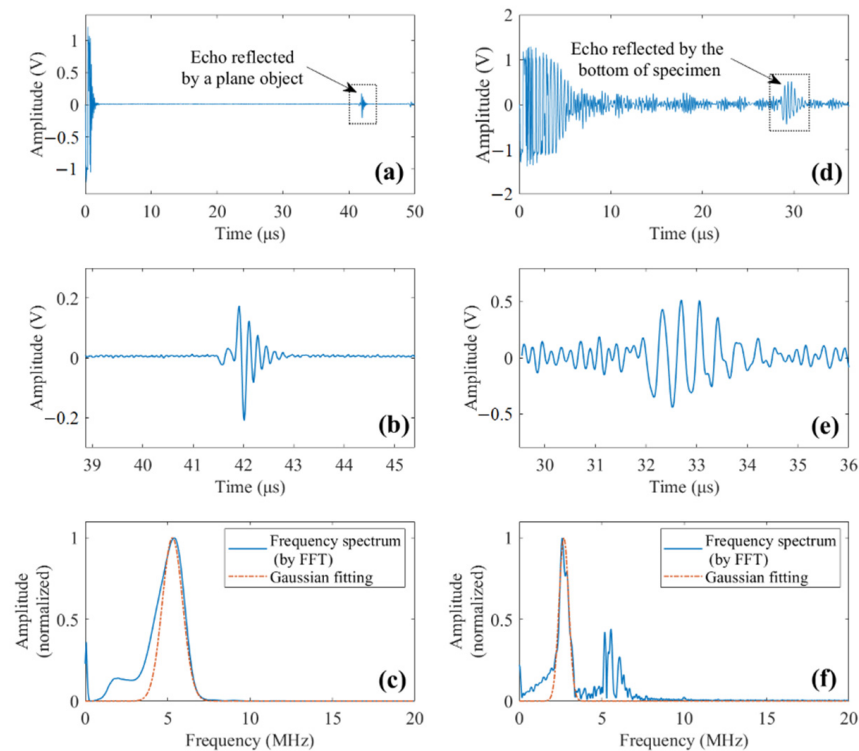 1
0.5
0
−0.5
−1
Amplitude (V)
Echo reflected
by a plane object
(a)
0
10
20
30
40
50
Time (μs)
2
1
0
−1
−2
Amplitude (V)
Echo reflected by the
bottom of specimen
(d)
0
10
20
30
Time (μs)
0.2
0
−0.2
Amplitude (V)
(b)
39
40
41
42
43
44
45
Time (μs)
0.5
0
−0.5
Amplitude (V)
(e)
30
31
32
33
34
35
36
Time (μs)
1
0.5
0
Amplitude
(normalized)
Frequency spectrum
(by FFT)
Gaussian fitting
(c)
0
5
10
15
20
Frequency (MHz)
1
0.5
0
Amplitude
(normalized)
Frequency spectrum
(by FFT)
Gaussian fitting
(f)
0
5
10
15
20
Frequency (MHz)